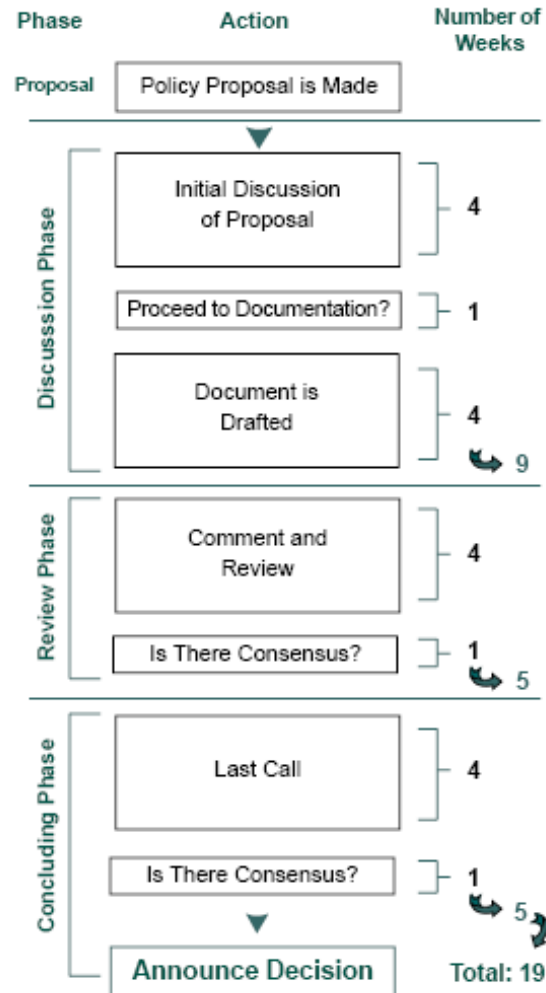 Phase
Action
Number of
Weeks
Proposal
Policy Proposal is Made
Discusssion Phase
Initial Discussion
of Proposal
4
Proceed to Documentation?
1
Document is
Drafted
4
9
Review Phase
Comment and
Review
4
Is There Consensus?
1
5
Concluding Phase
Last Call
4
Is There Consensus?
1
5
Announce Decision
Total: 19